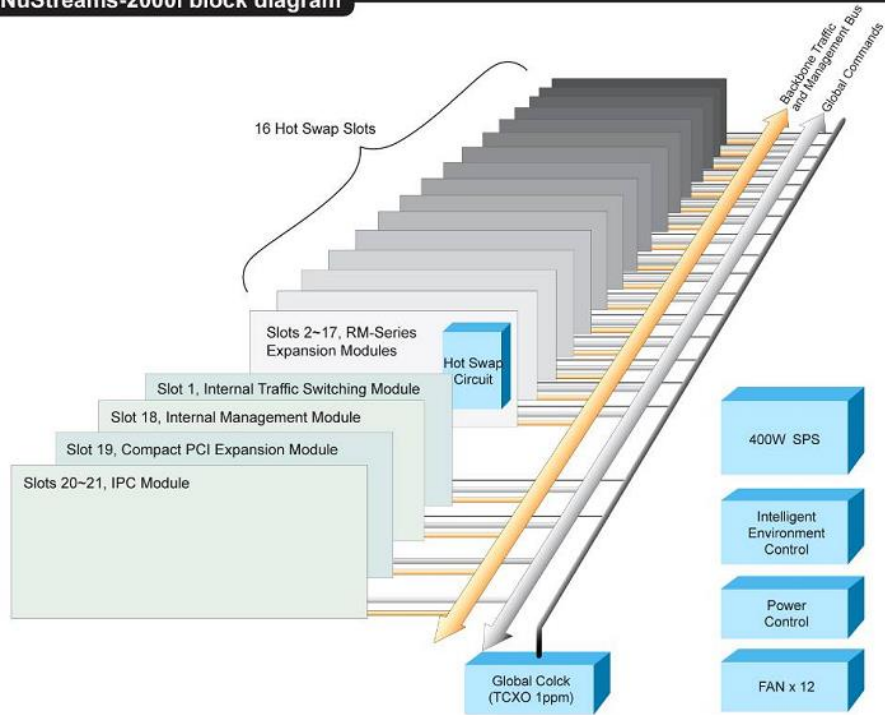 NuStreams-2000i block diagram
Backbone Traffic
and Management Bus
Global Commands
16 Hot Swap Slots
Slots 2~17, RM-Series
Expansion Modules
Hot Swap
Circuit
Slot 1, Internal Traffic Switching Module
Slot 18, Internal Management Module
Slot 19, Compact PCI Expansion Module
Slots 20~21, IPC Module
400W SPS
Intelligent
Environment
Control
Power
Control
FAN x 12
Global Colck
(TCXO 1ppm)